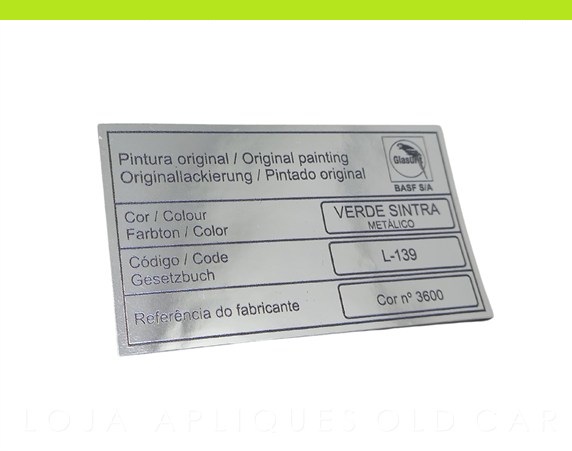 Pintura original / Original painting
Originallackierung / Pintado original
Glasurit
BASF S/A
Cor / Colour
Farbton / Color
VERDE SINTRA
METÁLICO
Código / Code
Gesetzbuch
L-139
Referência do fabricante
Cor nº 3600
LOJA APLIQUES OLD CAR